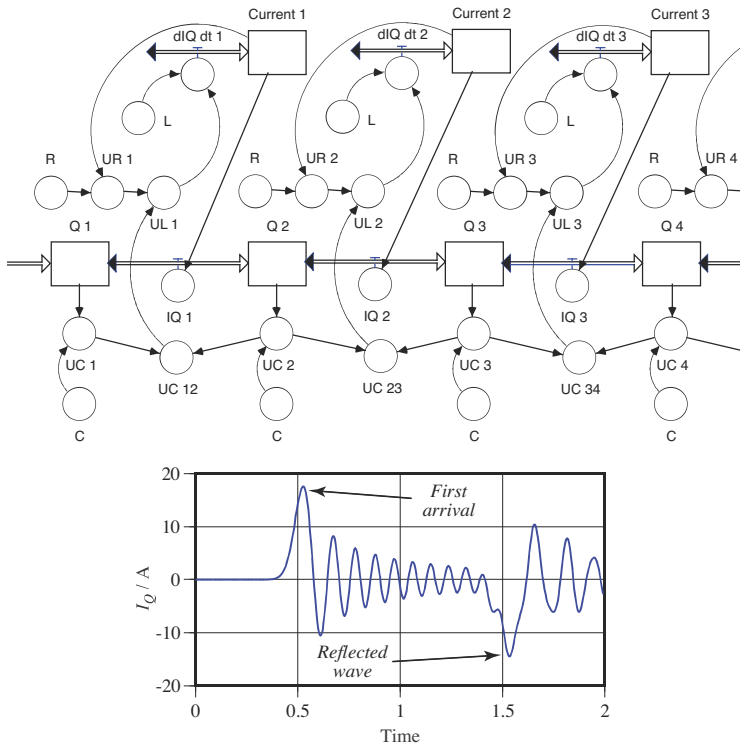 Current 1
Current 2
Current 3
dIQ dt 1
dIQ dt 2
dIQ dt 3
L
L
L
R
UR 1
R
UR 2
R
UR 3
R
UR 4
UL 1
UL 2
UL 3
Q 1
Q 2
Q 3
Q 4
IQ 1
IQ 2
IQ 3
UC 1
UC 12
UC 2
UC 23
UC 3
UC 34
UC 4
C
C
C
C
20
10
0
-10
-20
I_Q / A
First
arrival
Reflected
wave
0
0.5
1
1.5
2
Time